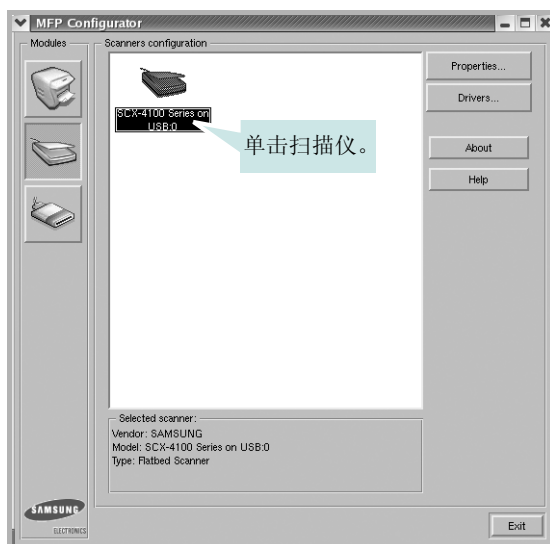 MFP Configurator
Modules
Scanners configuration
SCX-4100 Series on
USB:0
单击扫描仪。
Properties...
Drivers...
About
Help
Selected scanner:
Vendor: SAMSUNG
Model: SCX-4100 Series on USB:0
Type: Flatbed Scanner
SAMSUNG
ELECTRONICS
Exit